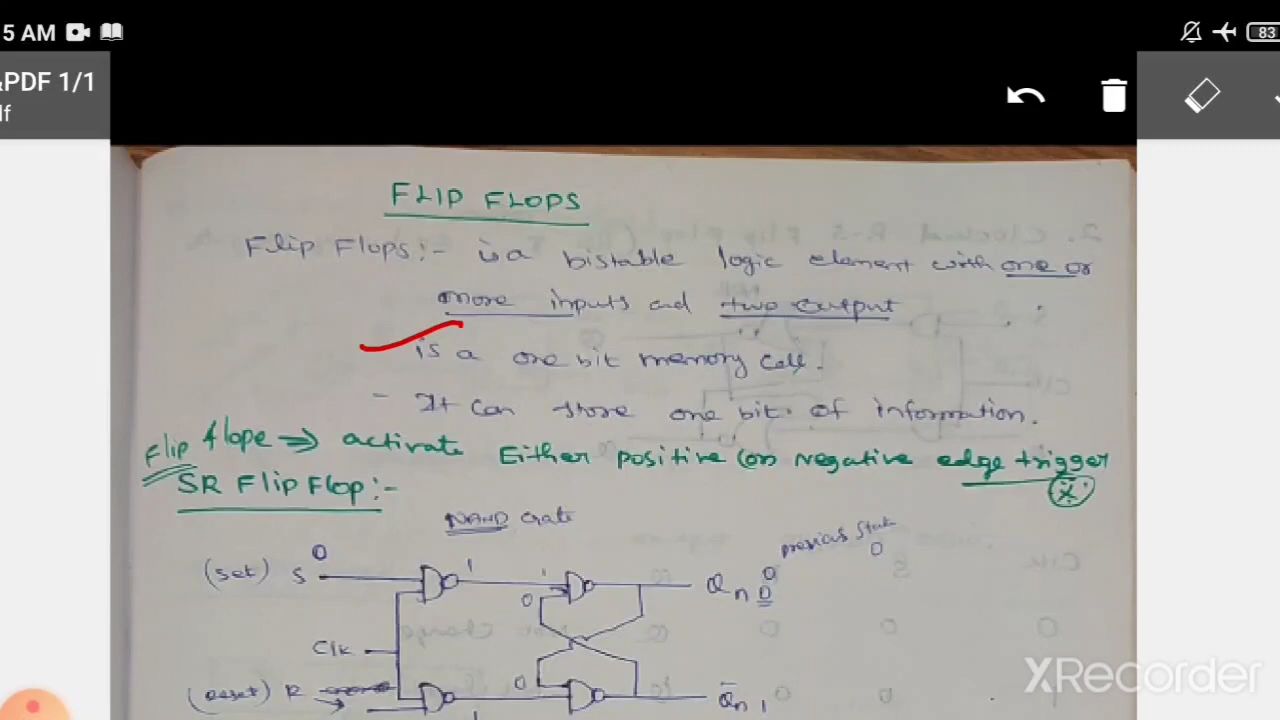 5 AM
83
PDF 1/1
FLIP FLOPS
Flip Flops:- is a bistable logic element with one or
more inputs and two output
is a one bit memory cell.
- It can store one bit of information.
Flip flope ⇒ activate Either positive (or) negative edge trigger
SR Flip Flop:-
NAND Gate
previous state
0
(set) S 0
1
1
0
Qn 0
0
Clk
(reset) R
0
1
Q̄n 1
XRecorder